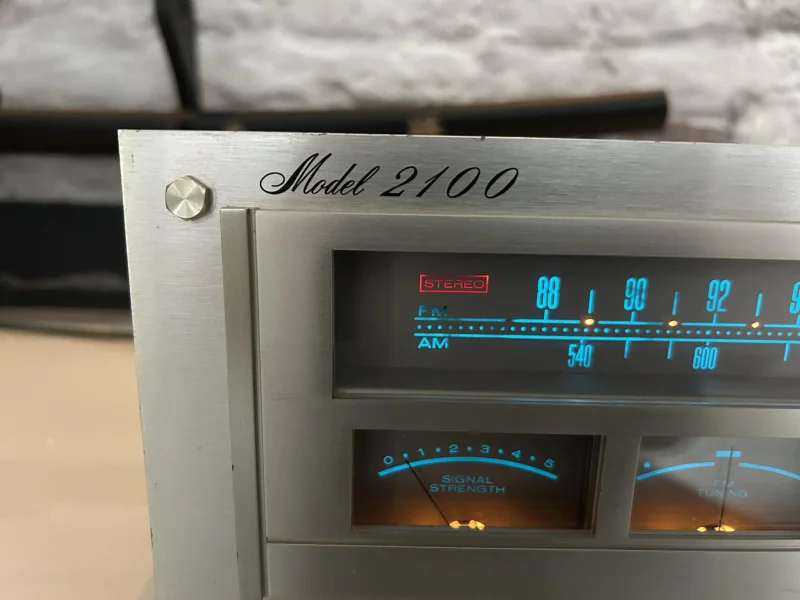 Model 2100
STEREO
88 90 92 9
FM
AM
540 600
0 1 2 3 4 5
SIGNAL
STRENGTH
FM
TUNING